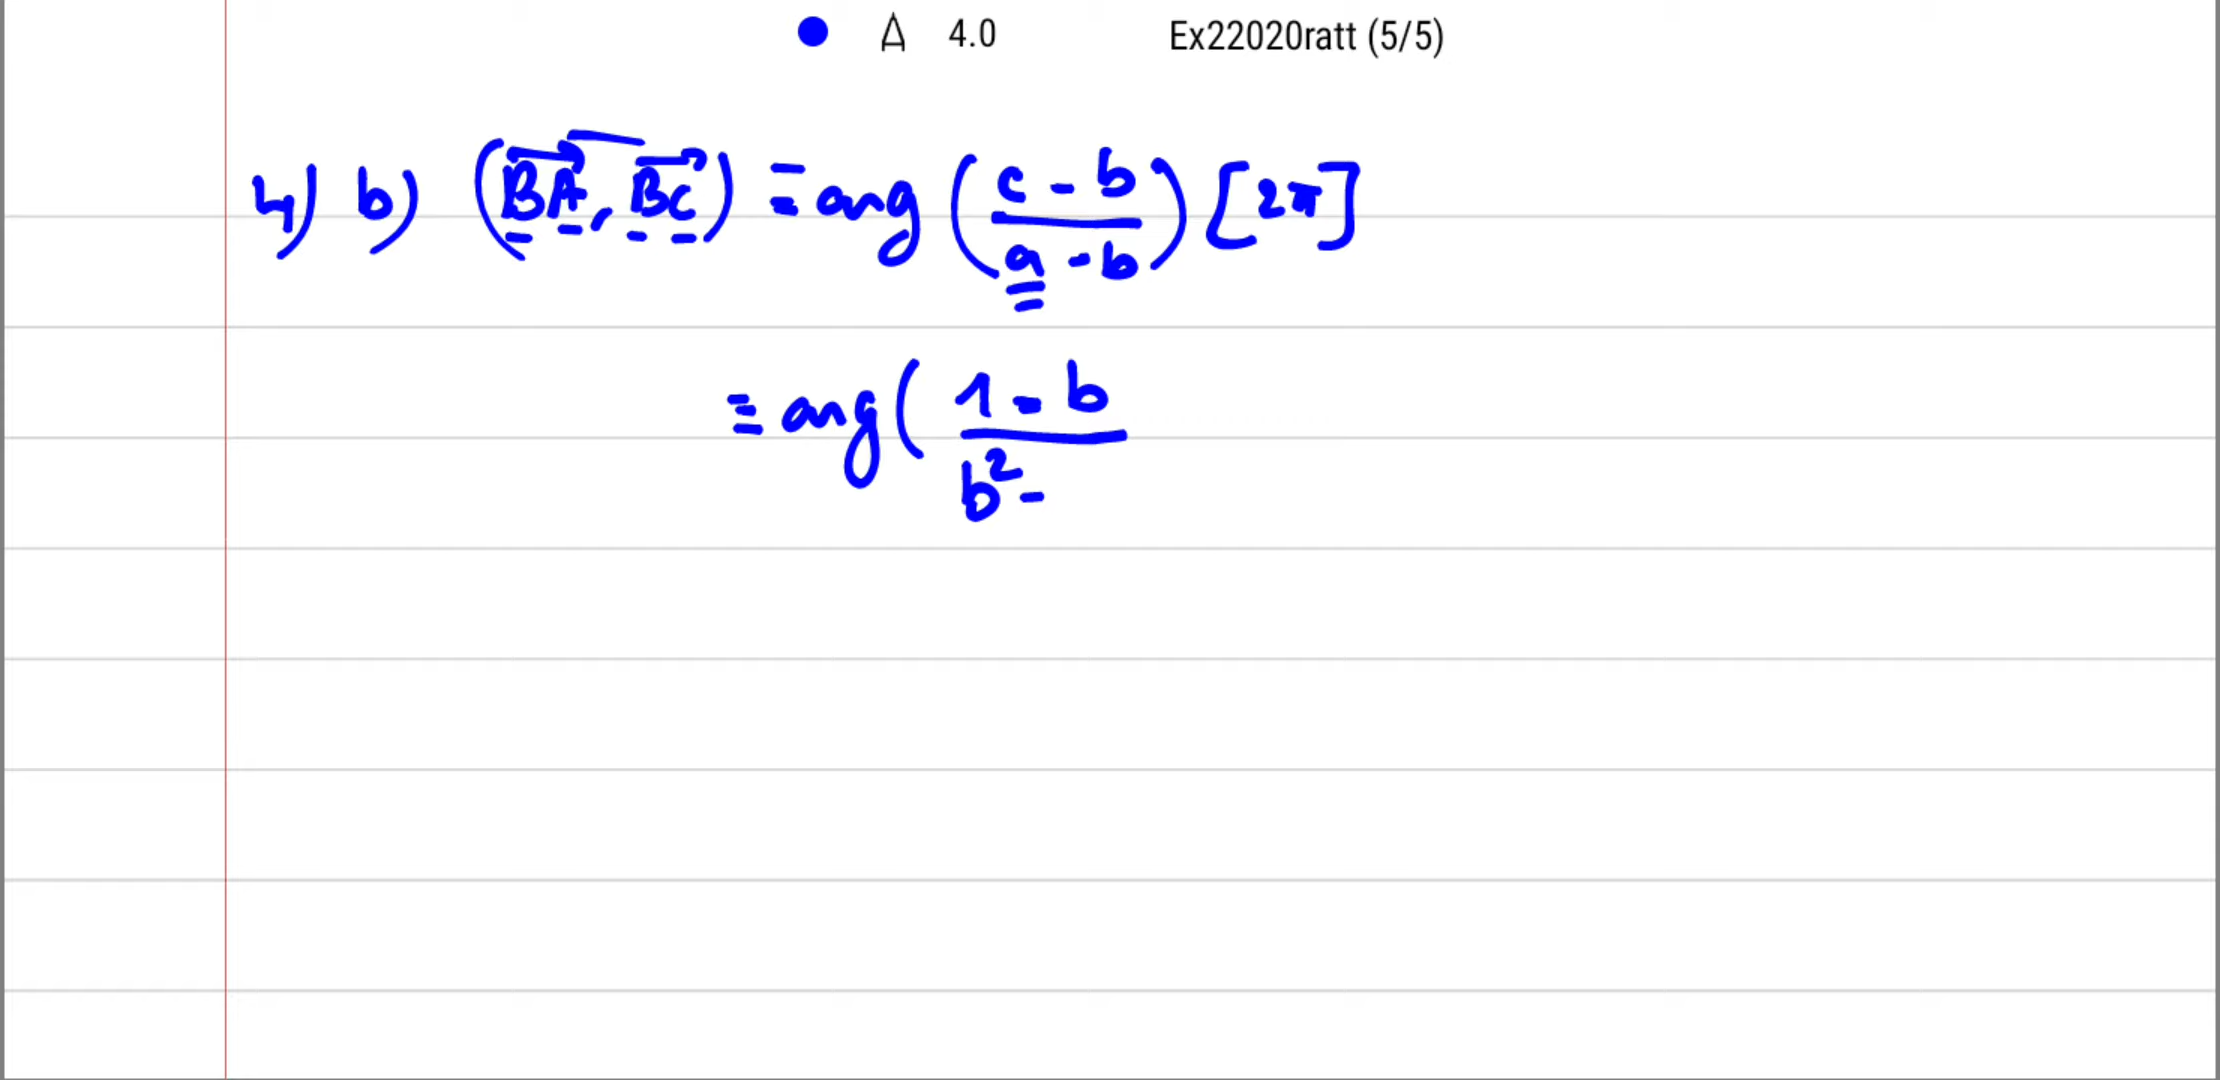 4.0 Ex22020ratt (5/5)
4) b) (BA, BC) ≡ arg ( (c - b) / (a - b) ) [2π]
≡ arg ( (1 - b) / (b² -